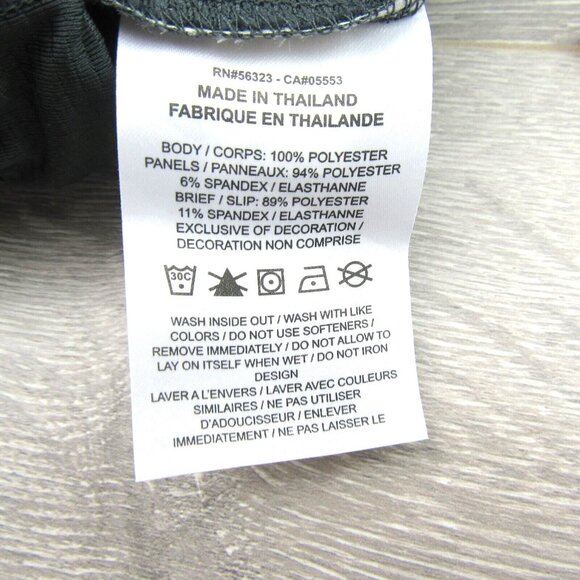 RN#56323 - CA#05553
MADE IN THAILAND
FABRIQUE EN THAILANDE
BODY / CORPS: 100% POLYESTER
PANELS / PANNEAUX: 94% POLYESTER
6% SPANDEX / ELASTHANNE
BRIEF / SLIP: 89% POLYESTER
11% SPANDEX / ELASTHANNE
EXCLUSIVE OF DECORATION /
DECORATION NON COMPRISE
30C
WASH INSIDE OUT / WASH WITH LIKE
COLORS / DO NOT USE SOFTENERS /
REMOVE IMMEDIATELY / DO NOT ALLOW TO
LAY ON ITSELF WHEN WET / DO NOT IRON
DESIGN
LAVER A L'ENVERS / LAVER AVEC COULEURS
SIMILAIRES / NE PAS UTILISER
D'ADOUCISSEUR / ENLEVER
IMMEDIATEMENT / NE PAS LAISSER LE